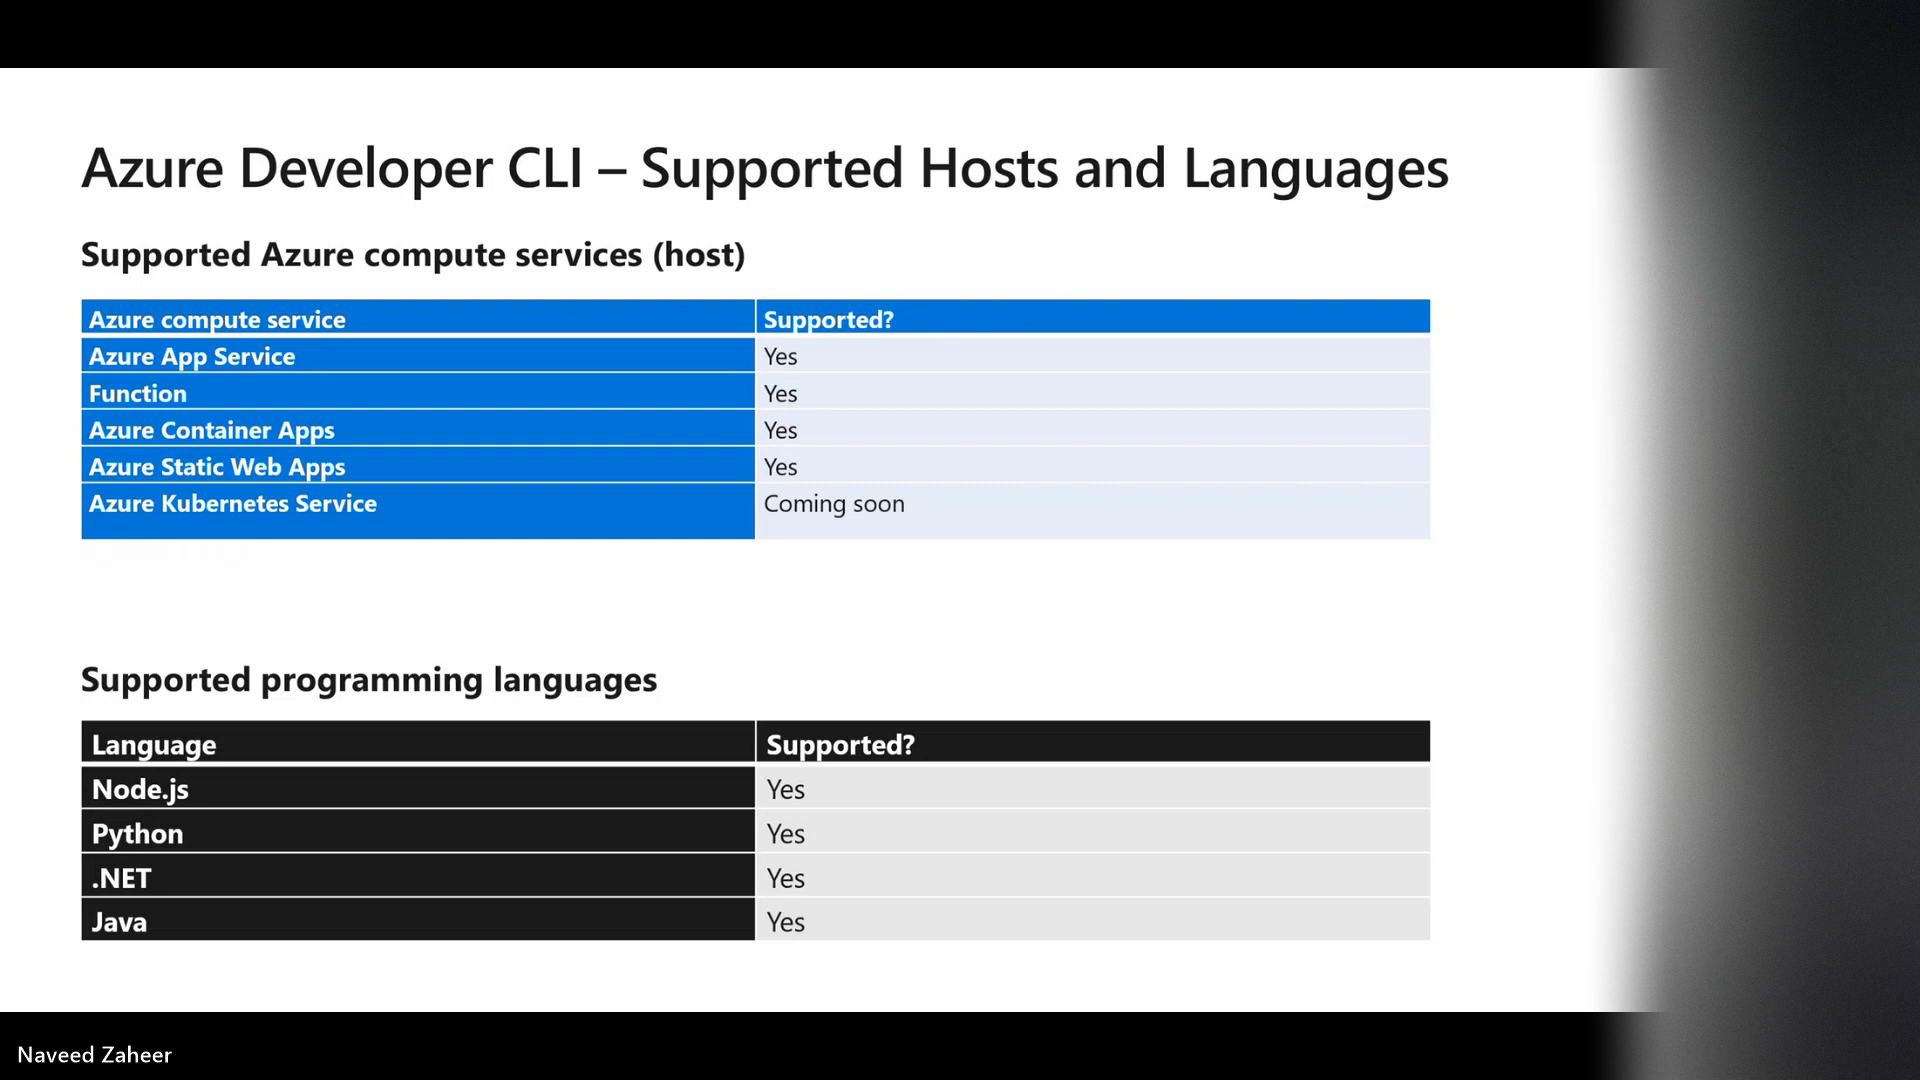 Azure Developer CLI – Supported Hosts and Languages
Supported Azure compute services (host)
Azure compute service Supported?
Azure App Service Yes
Function Yes
Azure Container Apps Yes
Azure Static Web Apps Yes
Azure Kubernetes Service Coming soon
Supported programming languages
Language Supported?
Node.js Yes
Python Yes
.NET Yes
Java Yes
Naveed Zaheer